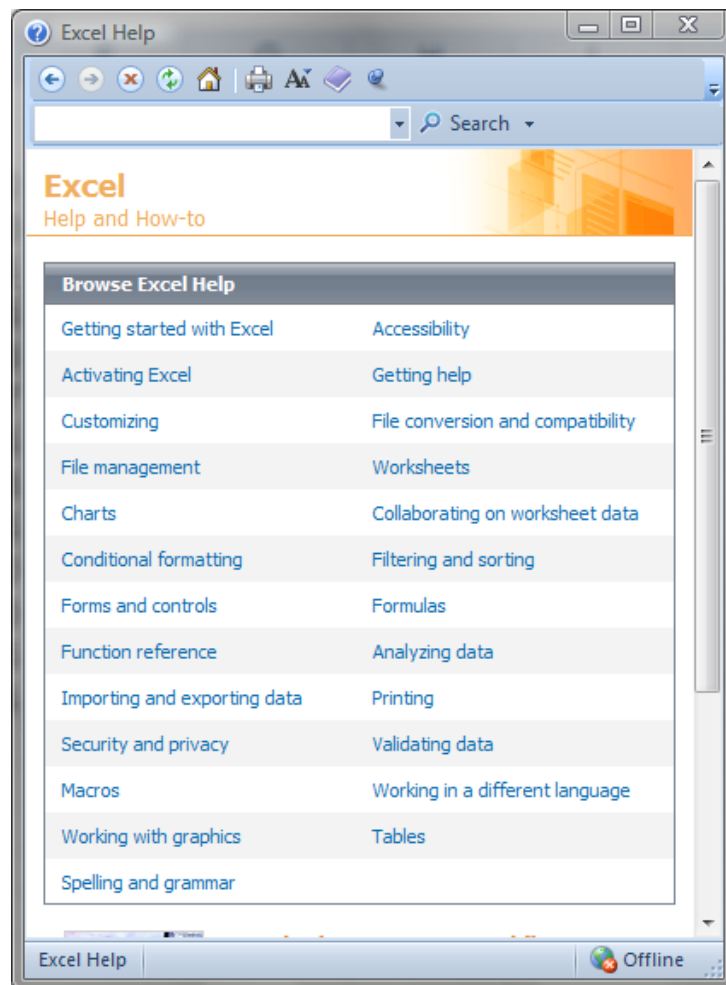 Excel Help
Search
Excel
Help and How-to
Browse Excel Help
Getting started with Excel Accessibility
Activating Excel Getting help
Customizing File conversion and compatibility
File management Worksheets
Charts Collaborating on worksheet data
Conditional formatting Filtering and sorting
Forms and controls Formulas
Function reference Analyzing data
Importing and exporting data Printing
Security and privacy Validating data
Macros Working in a different language
Working with graphics Tables
Spelling and grammar
Excel Help Offline